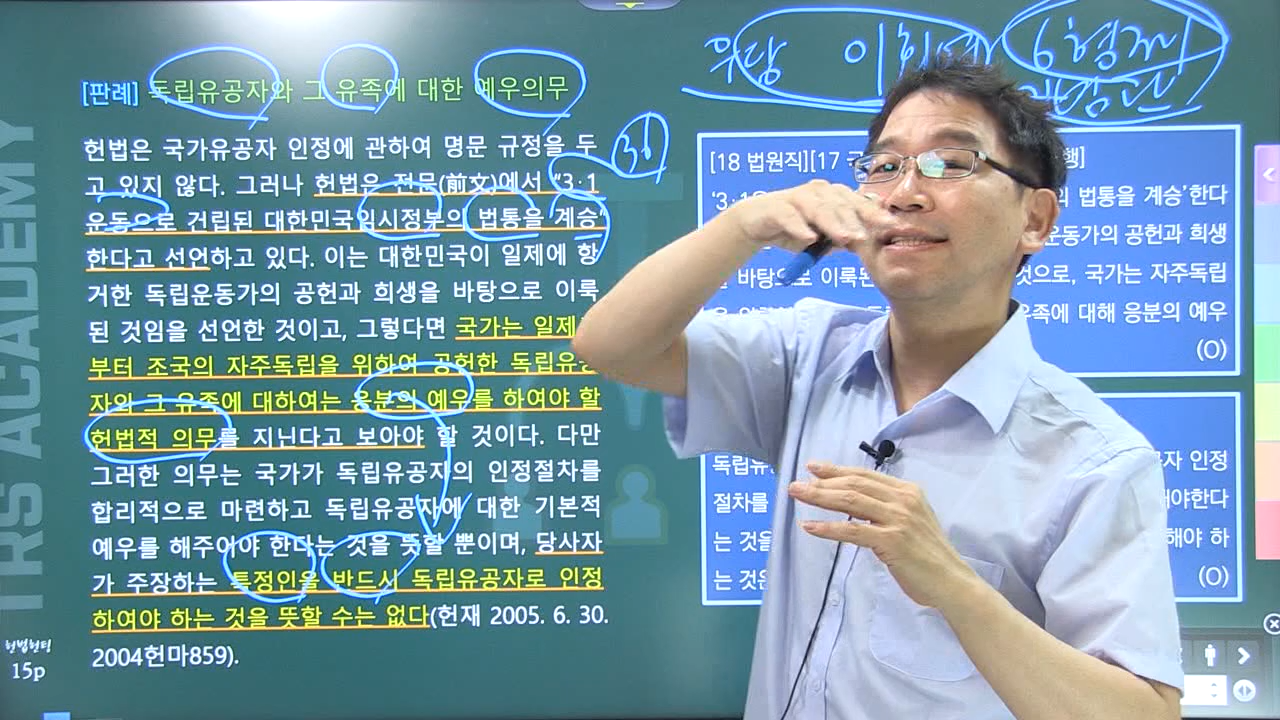 우당 이회영 6형제
[판례] 독립유공자와 그 유족에 대한 예우의무
헌법은 국가유공자 인정에 관하여 명문 규정을 두
고 있지 않다. 그러나 헌법은 전문(前文)에서 “3·1
운동으로 건립된 대한민국임시정부의 법통을 계승”
한다고 선언하고 있다. 이는 대한민국이 일제에 항
거한 독립운동가의 공헌과 희생을 바탕으로 이룩
된 것임을 선언한 것이고, 그렇다면 국가는 일제
부터 조국의 자주독립을 위하여 공헌한 독립유공
자와 그 유족에 대하여는 응분의 예우를 하여야 할
헌법적 의무를 지닌다고 보아야 할 것이다. 다만
그러한 의무는 국가가 독립유공자의 인정절차를
합리적으로 마련하고 독립유공자에 대한 기본적
예우를 해주어야 한다는 것을 뜻할 뿐이며, 당사자
가 주장하는 특정인을 반드시 독립유공자로 인정
하여야 하는 것을 뜻할 수는 없다(헌재 2005. 6. 30.
2004헌마859).
[18 법원직][17
‘3·1 의 법통을 계승’한다
운동가의 공헌과 희생
바탕으로 이룩된 것으로, 국가는 자주독립
유족에 대해 응분의 예우
(O)
인정
절차를 해야한다
는 것을 해야 하
는 것은
(O)
TRS ACADEMY
헌법헌팅
15p